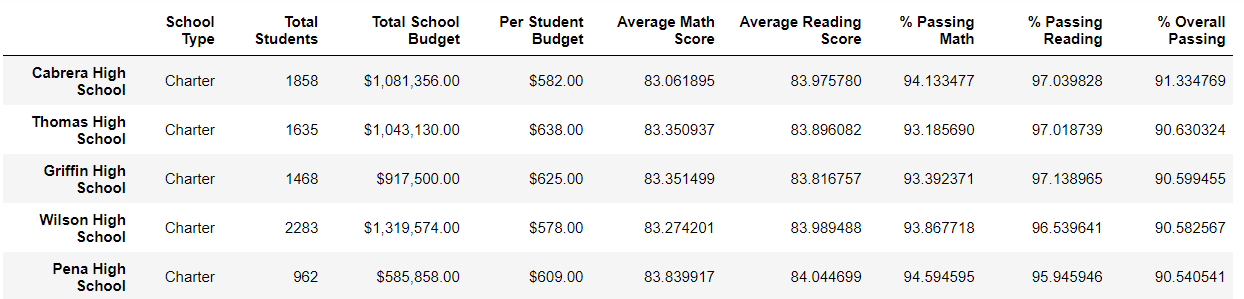 School Type Total Students Total School Budget Per Student Budget Average Math Score Average Reading Score % Passing Math % Passing Reading % Overall Passing
Cabrera High School Charter 1858 $1,081,356.00 $582.00 83.061895 83.975780 94.133477 97.039828 91.334769
Thomas High School Charter 1635 $1,043,130.00 $638.00 83.350937 83.896082 93.185690 97.018739 90.630324
Griffin High School Charter 1468 $917,500.00 $625.00 83.351499 83.816757 93.392371 97.138965 90.599455
Wilson High School Charter 2283 $1,319,574.00 $578.00 83.274201 83.989488 93.867718 96.539641 90.582567
Pena High School Charter 962 $585,858.00 $609.00 83.839917 84.044699 94.594595 95.945946 90.540541